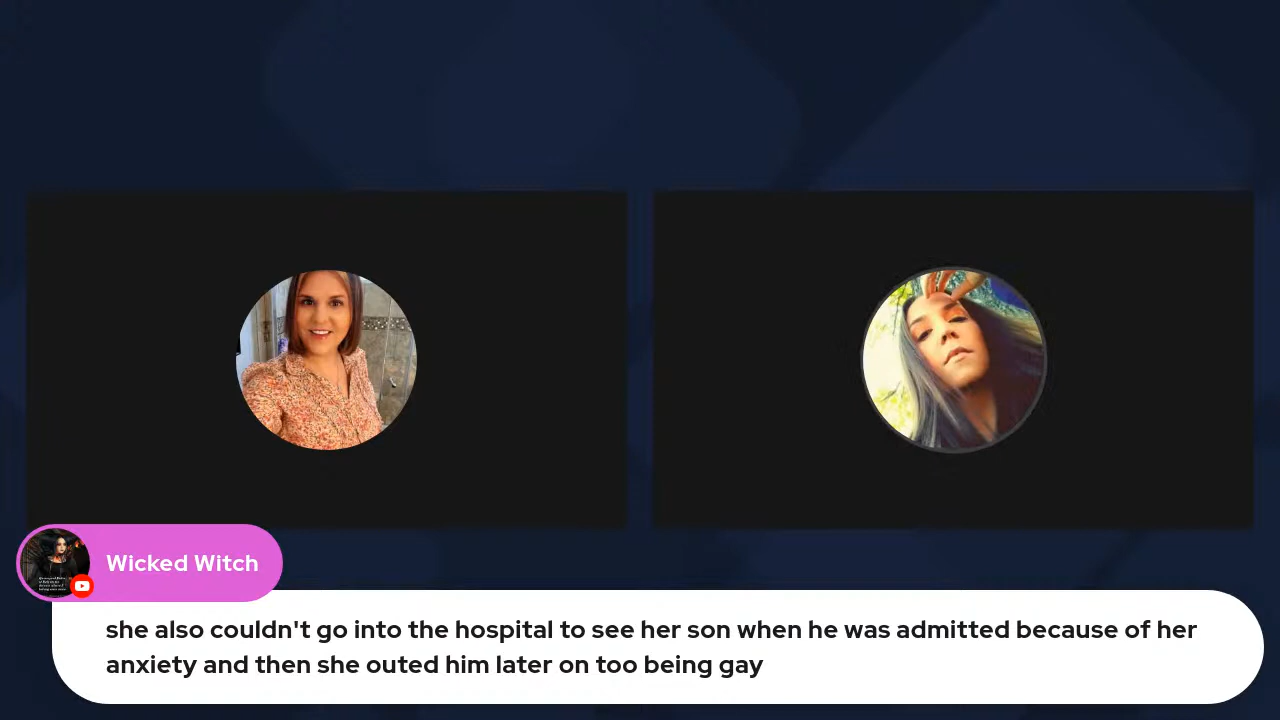 Wicked Witch
she also couldn't go into the hospital to see her son when he was admitted because of her
anxiety and then she outed him later on too being gay